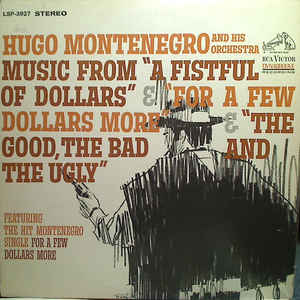 LSP-3927 STEREO
HUGO MONTENEGRO AND HIS ORCHESTRA
RCA VICTOR
DYNAGROOVE
MUSIC FROM "A FISTFUL
OF DOLLARS" & "FOR A FEW
DOLLARS MORE" & "THE
GOOD, THE BAD AND
THE UGLY"
FEATURING
THE HIT MONTENEGRO
SINGLE FOR A FEW
DOLLARS MORE